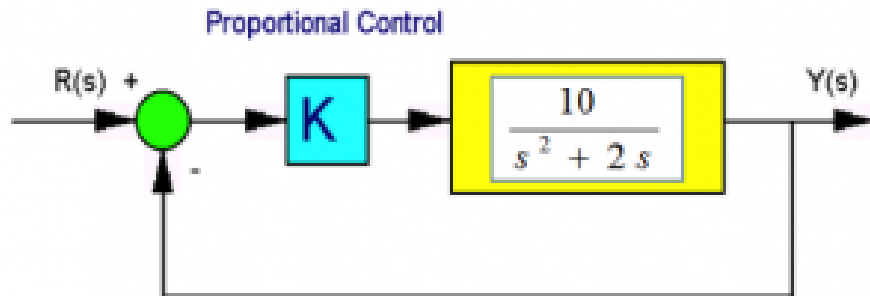 Proportional Control
R(s) +
Y(s)
K
10
s² + 2 s
-